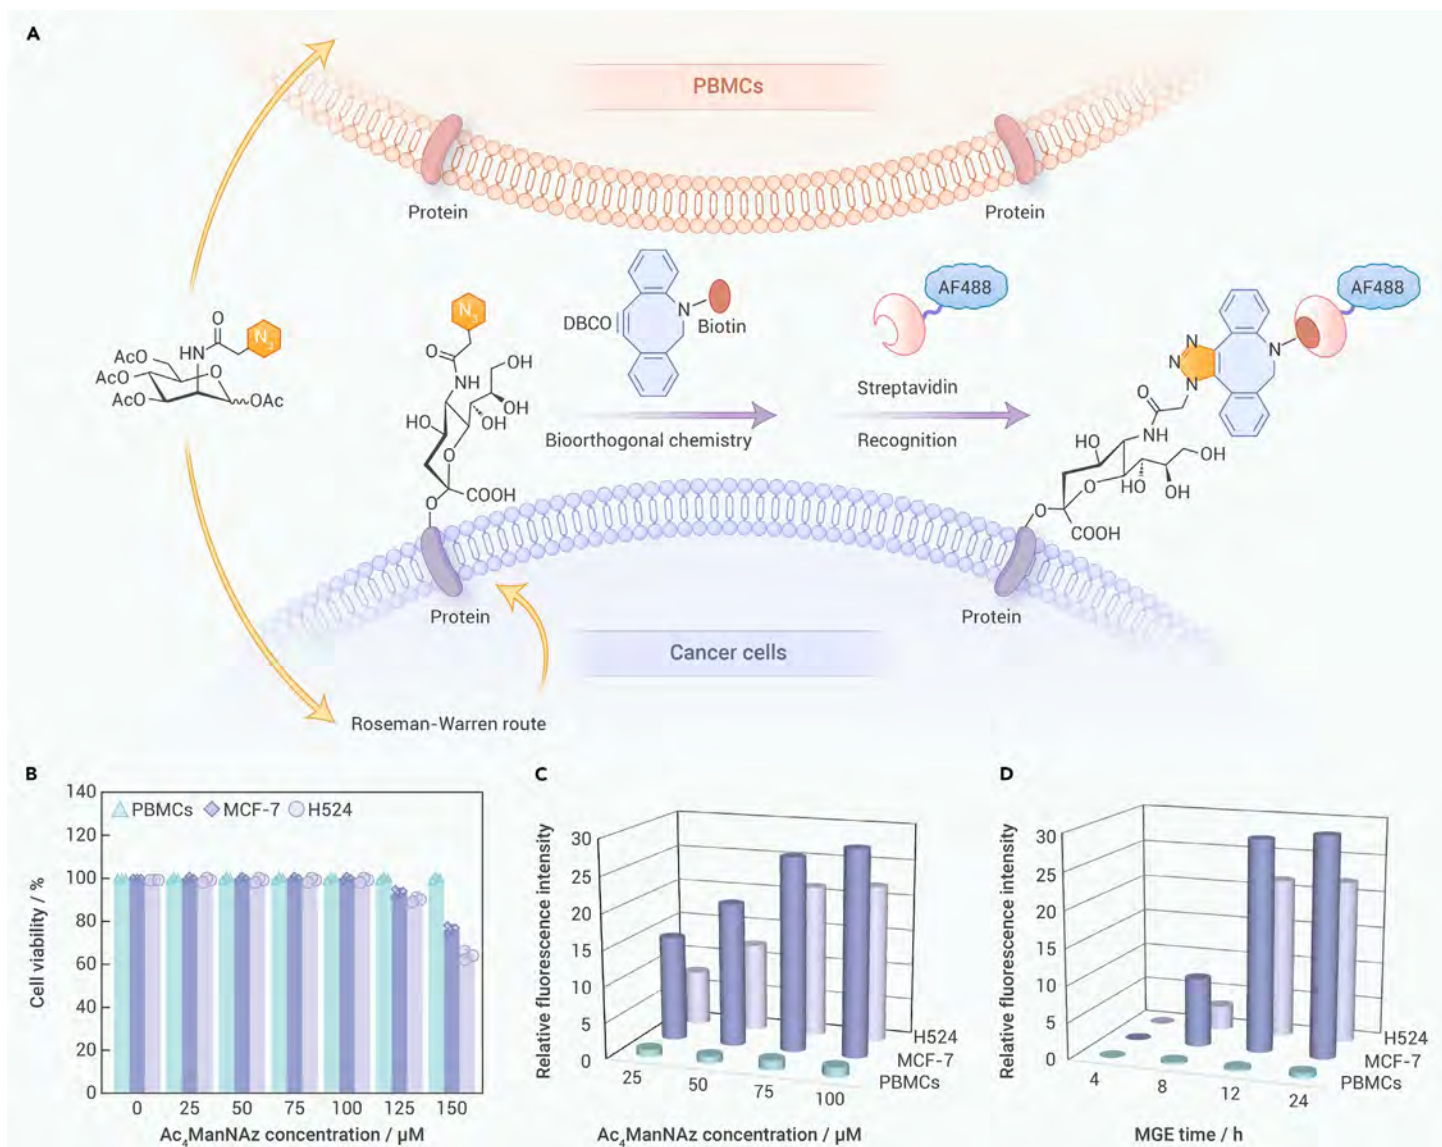 A
PBMCs
Protein
Protein
N₃
O
HN
AcO
AcO
AcO
O
OAc
N₃
O
NH
OH
HO
OH
HO
O
O
COOH
DBCO
N
Biotin
Bioorthogonal chemistry
AF488
Streptavidin
Recognition
AF488
N
N
N
N
O
NH
HO
OH
O
HO
OH
O
COOH
Protein
Protein
Cancer cells
Roseman-Warren route
B
PBMCs MCF-7 H524
Cell viability / %
140
120
100
80
60
40
20
0
0 25 50 75 100 125 150
Ac₄ManNAz concentration / μM
C
Relative fluorescence intensity
30
25
20
15
10
5
0
25 50 75 100
H524
MCF-7
PBMCs
Ac₄ManNAz concentration / μM
D
Relative fluorescence intensity
30
25
20
15
10
5
0
4 8 12 24
H524
MCF-7
PBMCs
MGE time / h